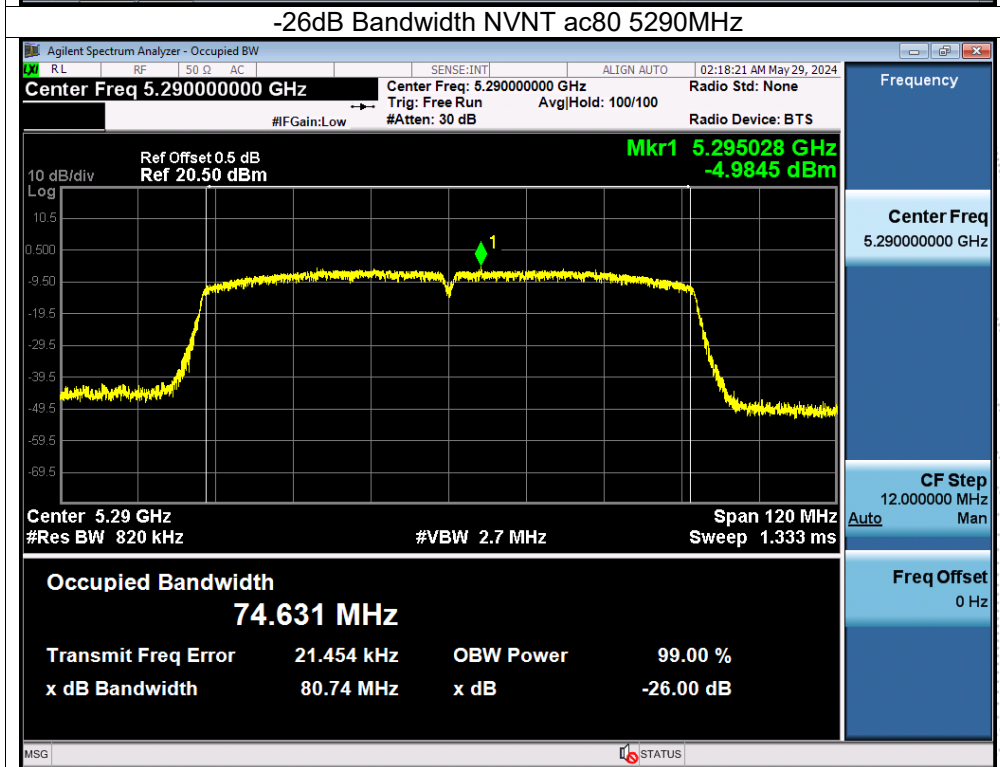 -26dB Bandwidth NVNT ac80 5290MHz
Agilent Spectrum Analyzer - Occupied BW
LXI RL RF 50 Ω AC SENSE:INT ALIGN AUTO 02:18:21 AM May 29, 2024
Center Freq 5.290000000 GHz
Center Freq: 5.290000000 GHz
Radio Std: None
Trig: Free Run Avg|Hold: 100/100
#IFGain:Low #Atten: 30 dB Radio Device: BTS
Frequency
Mkr1 5.295028 GHz
-4.9845 dBm
Ref Offset 0.5 dB
10 dB/div Ref 20.50 dBm
Log
10.5
0.500
-9.50
-19.5
-29.5
-39.5
-49.5
-59.5
-69.5
1
Center 5.29 GHz Span 120 MHz
#Res BW 820 kHz #VBW 2.7 MHz Sweep 1.333 ms
Center Freq
5.290000000 GHz
CF Step
12.000000 MHz
Auto Man
Freq Offset
0 Hz
Occupied Bandwidth
74.631 MHz
Transmit Freq Error 21.454 kHz OBW Power 99.00 %
x dB Bandwidth 80.74 MHz x dB -26.00 dB
MSG STATUS